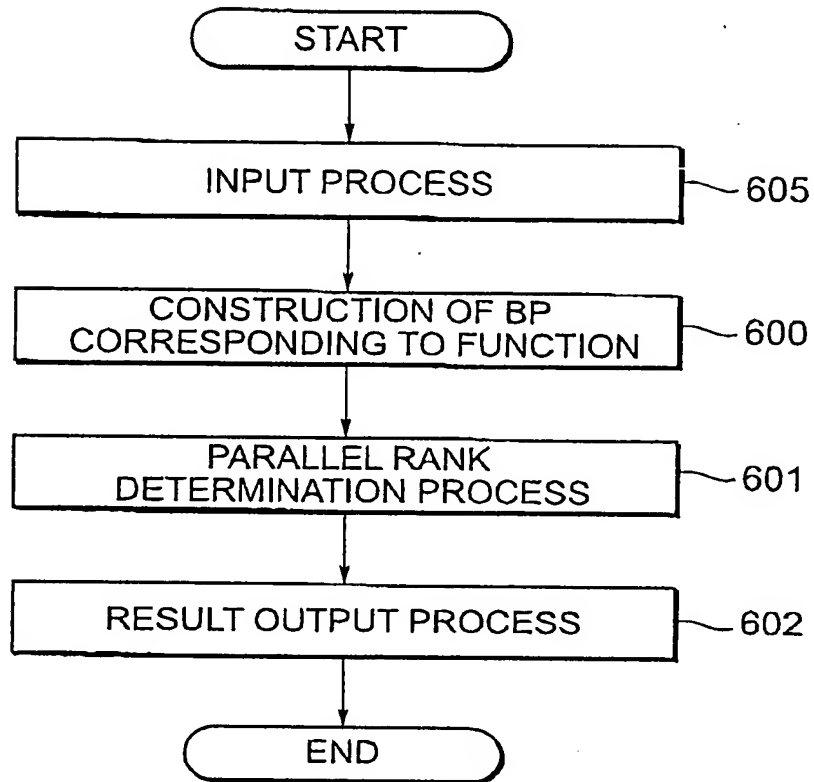 START
INPUT PROCESS
605
CONSTRUCTION OF BP
CORRESPONDING TO FUNCTION
600
PARALLEL RANK
DETERMINATION PROCESS
601
RESULT OUTPUT PROCESS
602
END